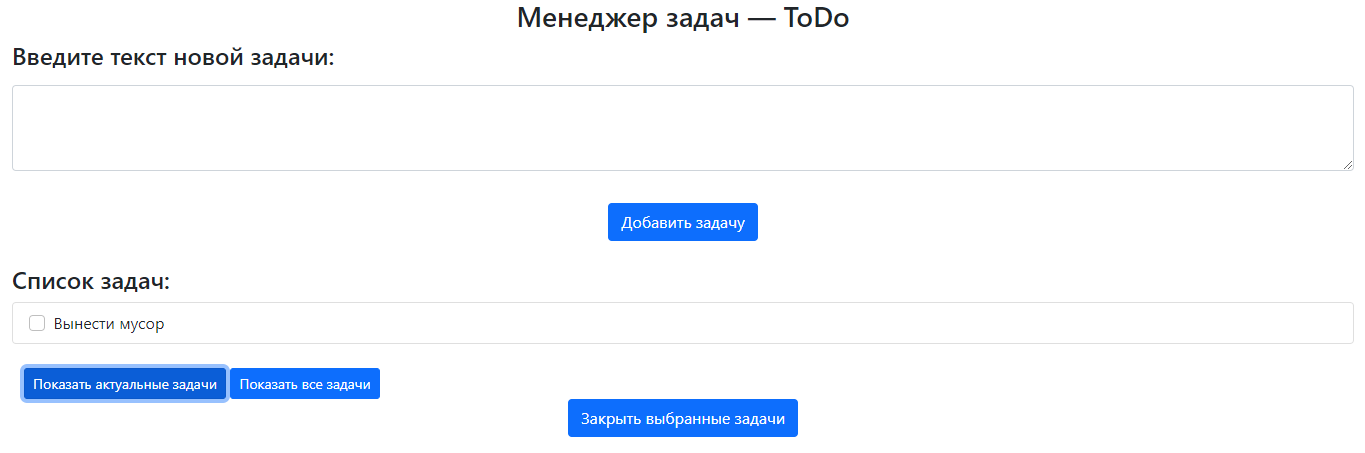 Менеджер задач — ToDo
Введите текст новой задачи:
Добавить задачу
Список задач:
Вынести мусор
Показать актуальные задачи Показать все задачи
Закрыть выбранные задачи